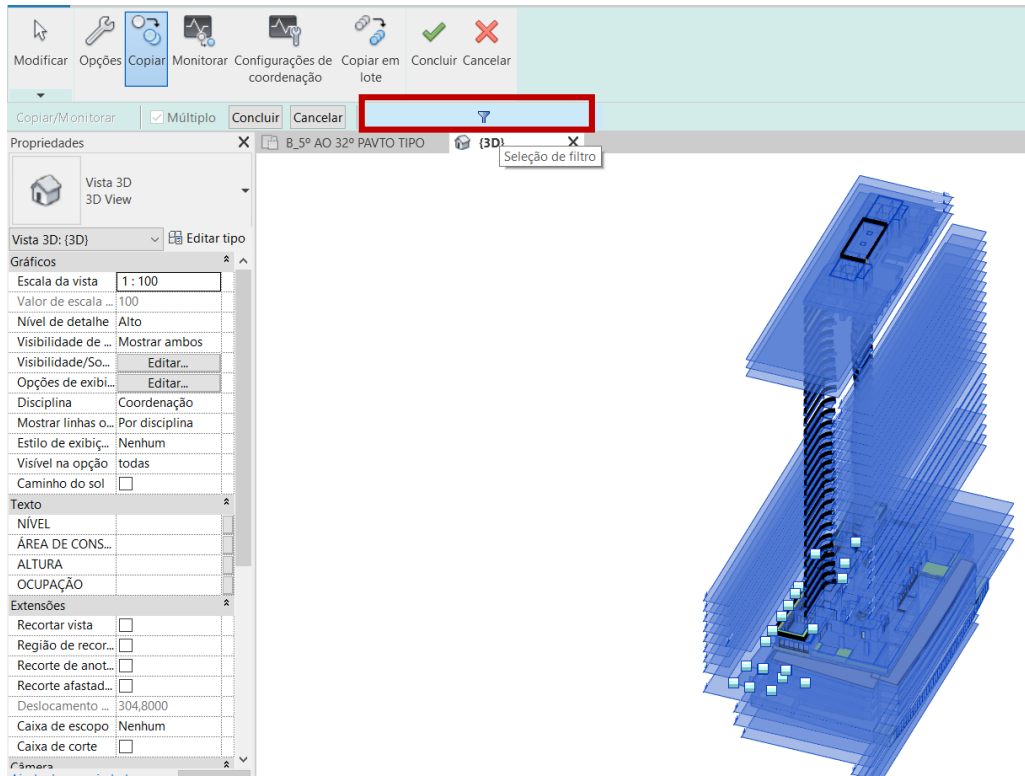 Modificar Opções Copiar Monitorar Configurações de Copiar em Concluir Cancelar
coordenação lote
Copiar/Monitorar Múltiplo Concluir Cancelar
Propriedades X B_5º AO 32º PAVTO TIPO {3D} X
Seleção de filtro
Vista 3D
3D View
Vista 3D: {3D} Editar tipo
Gráficos
Escala da vista 1 : 100
Valor de escala ... 100
Nível de detalhe Alto
Visibilidade de ... Mostrar ambos
Visibilidade/So... Editar...
Opções de exibi... Editar...
Disciplina Coordenação
Mostrar linhas o... Por disciplina
Estilo de exibiç... Nenhum
Visível na opção todas
Caminho do sol
Texto
NÍVEL
ÁREA DE CONS...
ALTURA
OCUPAÇÃO
Extensões
Recortar vista
Região de recor...
Recorte de anot...
Recorte afastad...
Deslocamento ... 304,8000
Caixa de escopo Nenhum
Caixa de corte
Câmera